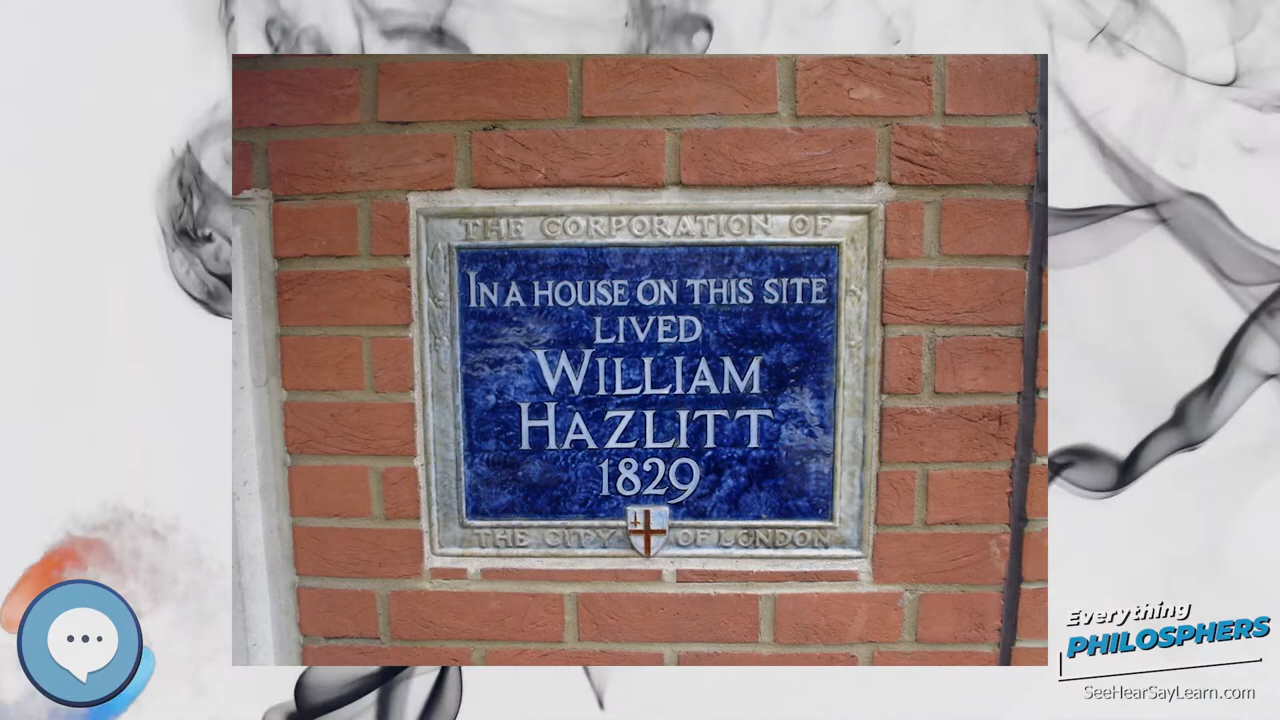 THE CORPORATION OF
IN A HOUSE ON THIS SITE
LIVED
WILLIAM
HAZLITT
1829
THE CITY OF LONDON
Everything
PHILOSPHERS
SeeHearSayLearn.com